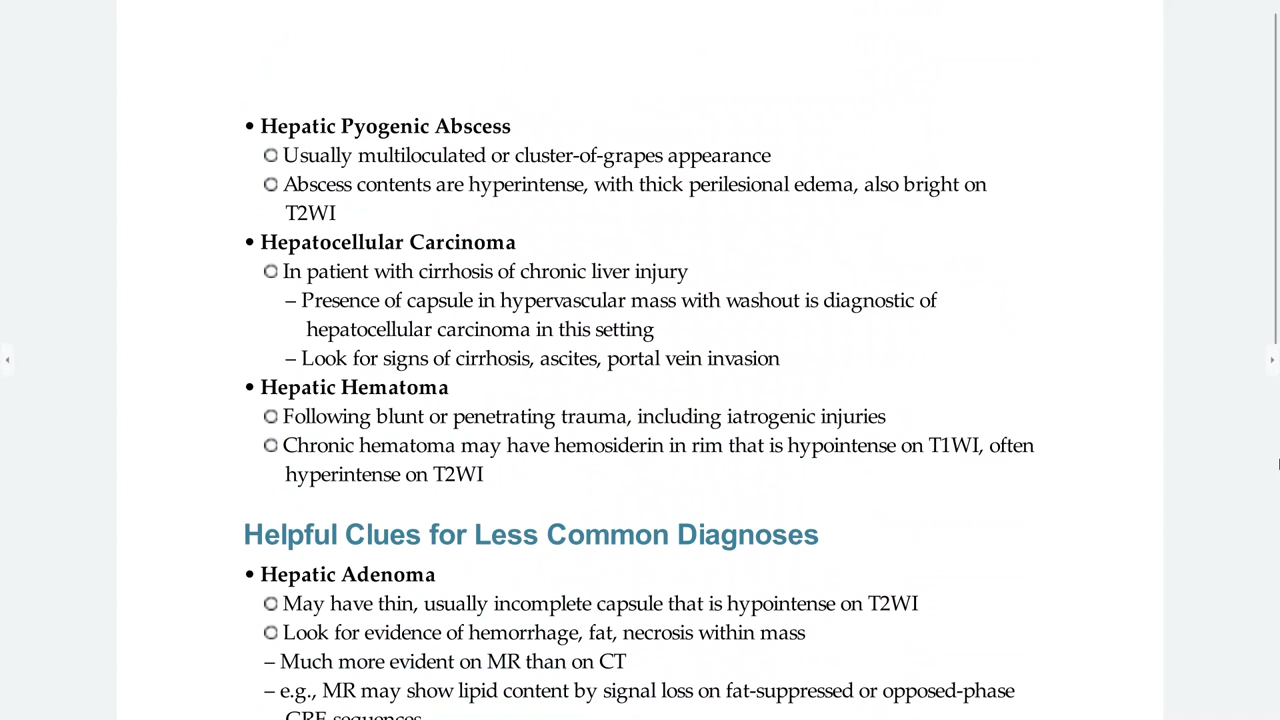 • Hepatic Pyogenic Abscess
○ Usually multiloculated or cluster-of-grapes appearance
○ Abscess contents are hyperintense, with thick perilesional edema, also bright on
T2WI
• Hepatocellular Carcinoma
○ In patient with cirrhosis of chronic liver injury
– Presence of capsule in hypervascular mass with washout is diagnostic of
hepatocellular carcinoma in this setting
– Look for signs of cirrhosis, ascites, portal vein invasion
• Hepatic Hematoma
○ Following blunt or penetrating trauma, including iatrogenic injuries
○ Chronic hematoma may have hemosiderin in rim that is hypointense on T1WI, often
hyperintense on T2WI
Helpful Clues for Less Common Diagnoses
• Hepatic Adenoma
○ May have thin, usually incomplete capsule that is hypointense on T2WI
○ Look for evidence of hemorrhage, fat, necrosis within mass
– Much more evident on MR than on CT
– e.g., MR may show lipid content by signal loss on fat-suppressed or opposed-phase
GRE sequences